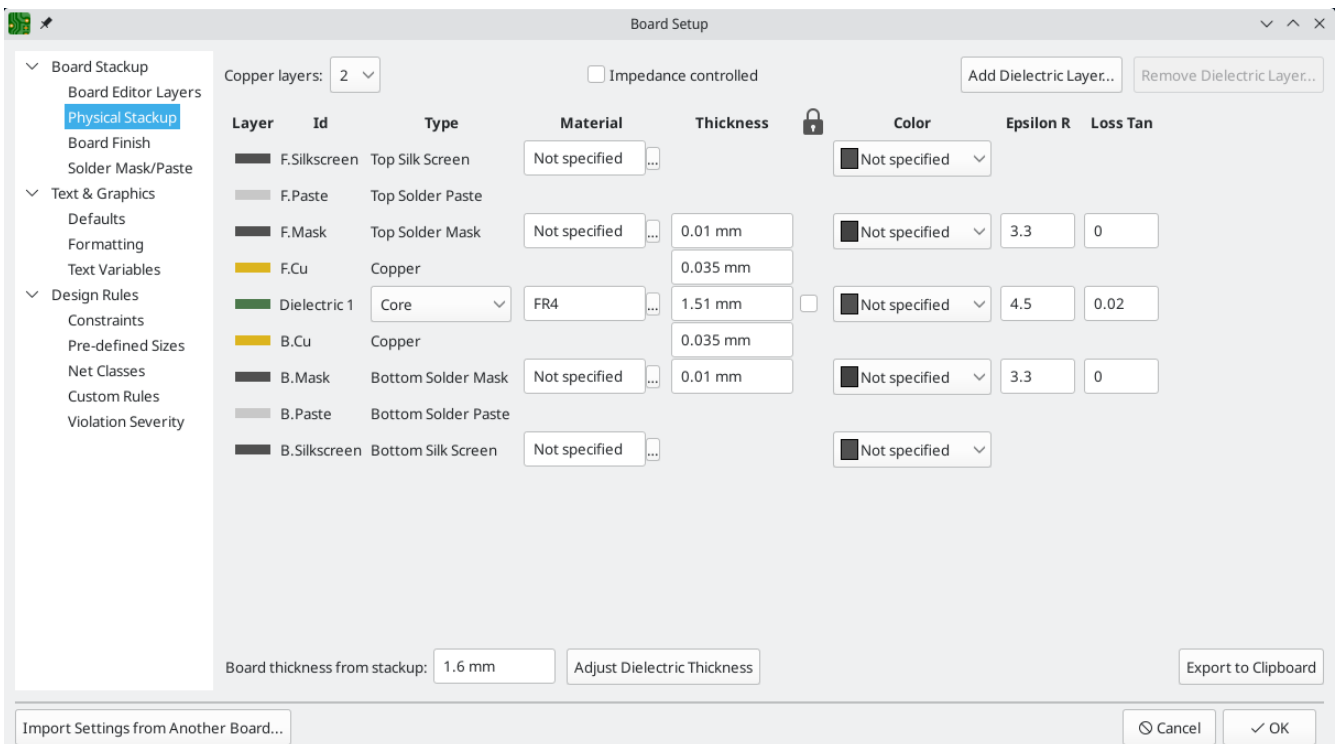 Board Setup
Board Stackup
Board Editor Layers
Physical Stackup
Board Finish
Solder Mask/Paste
Text & Graphics
Defaults
Formatting
Text Variables
Design Rules
Constraints
Pre-defined Sizes
Net Classes
Custom Rules
Violation Severity
Copper layers: 2 Impedance controlled Add Dielectric Layer... Remove Dielectric Layer...
Layer Id Type Material Thickness Color Epsilon R Loss Tan
F.Silkscreen Top Silk Screen Not specified ... Not specified
F.Paste Top Solder Paste
F.Mask Top Solder Mask Not specified ... 0.01 mm Not specified 3.3 0
F.Cu Copper 0.035 mm
Dielectric 1 Core FR4 ... 1.51 mm Not specified 4.5 0.02
B.Cu Copper 0.035 mm
B.Mask Bottom Solder Mask Not specified ... 0.01 mm Not specified 3.3 0
B.Paste Bottom Solder Paste
B.Silkscreen Bottom Silk Screen Not specified ... Not specified
Board thickness from stackup: 1.6 mm Adjust Dielectric Thickness Export to Clipboard
Import Settings from Another Board... Cancel OK